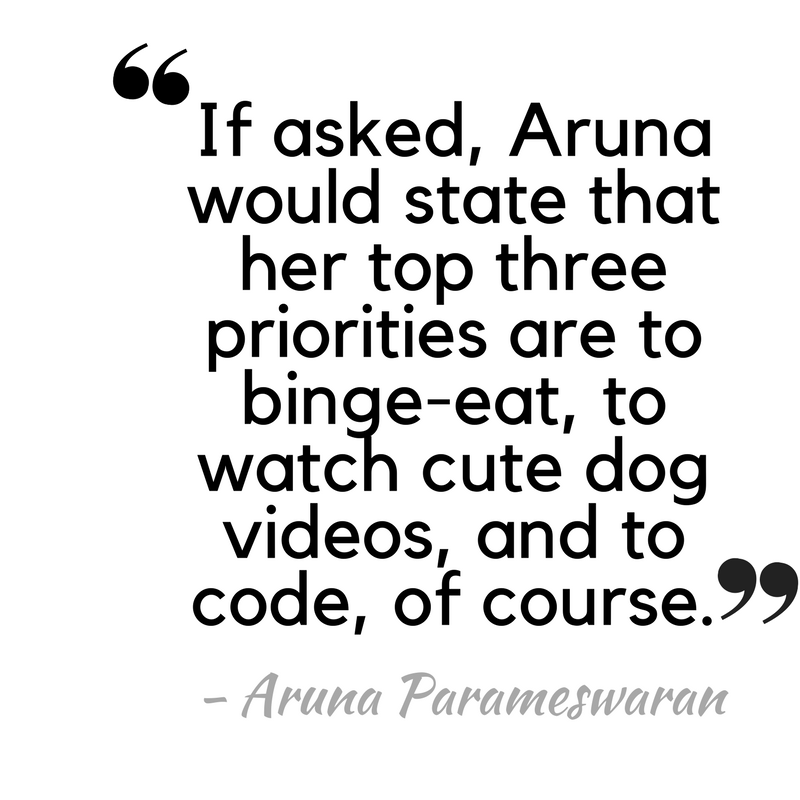 “If asked, Aruna
would state that
her top three
priorities are to
binge-eat, to
watch cute dog
videos, and to
code, of course.”
– Aruna Parameswaran